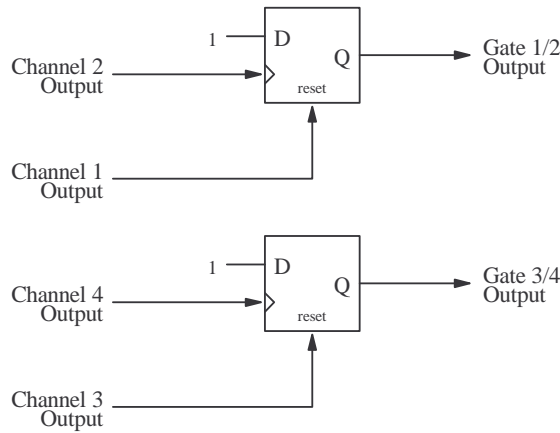 1
D
Q
Gate 1/2
Output
Channel 2
Output
reset
Channel 1
Output
1
D
Q
Gate 3/4
Output
Channel 4
Output
reset
Channel 3
Output